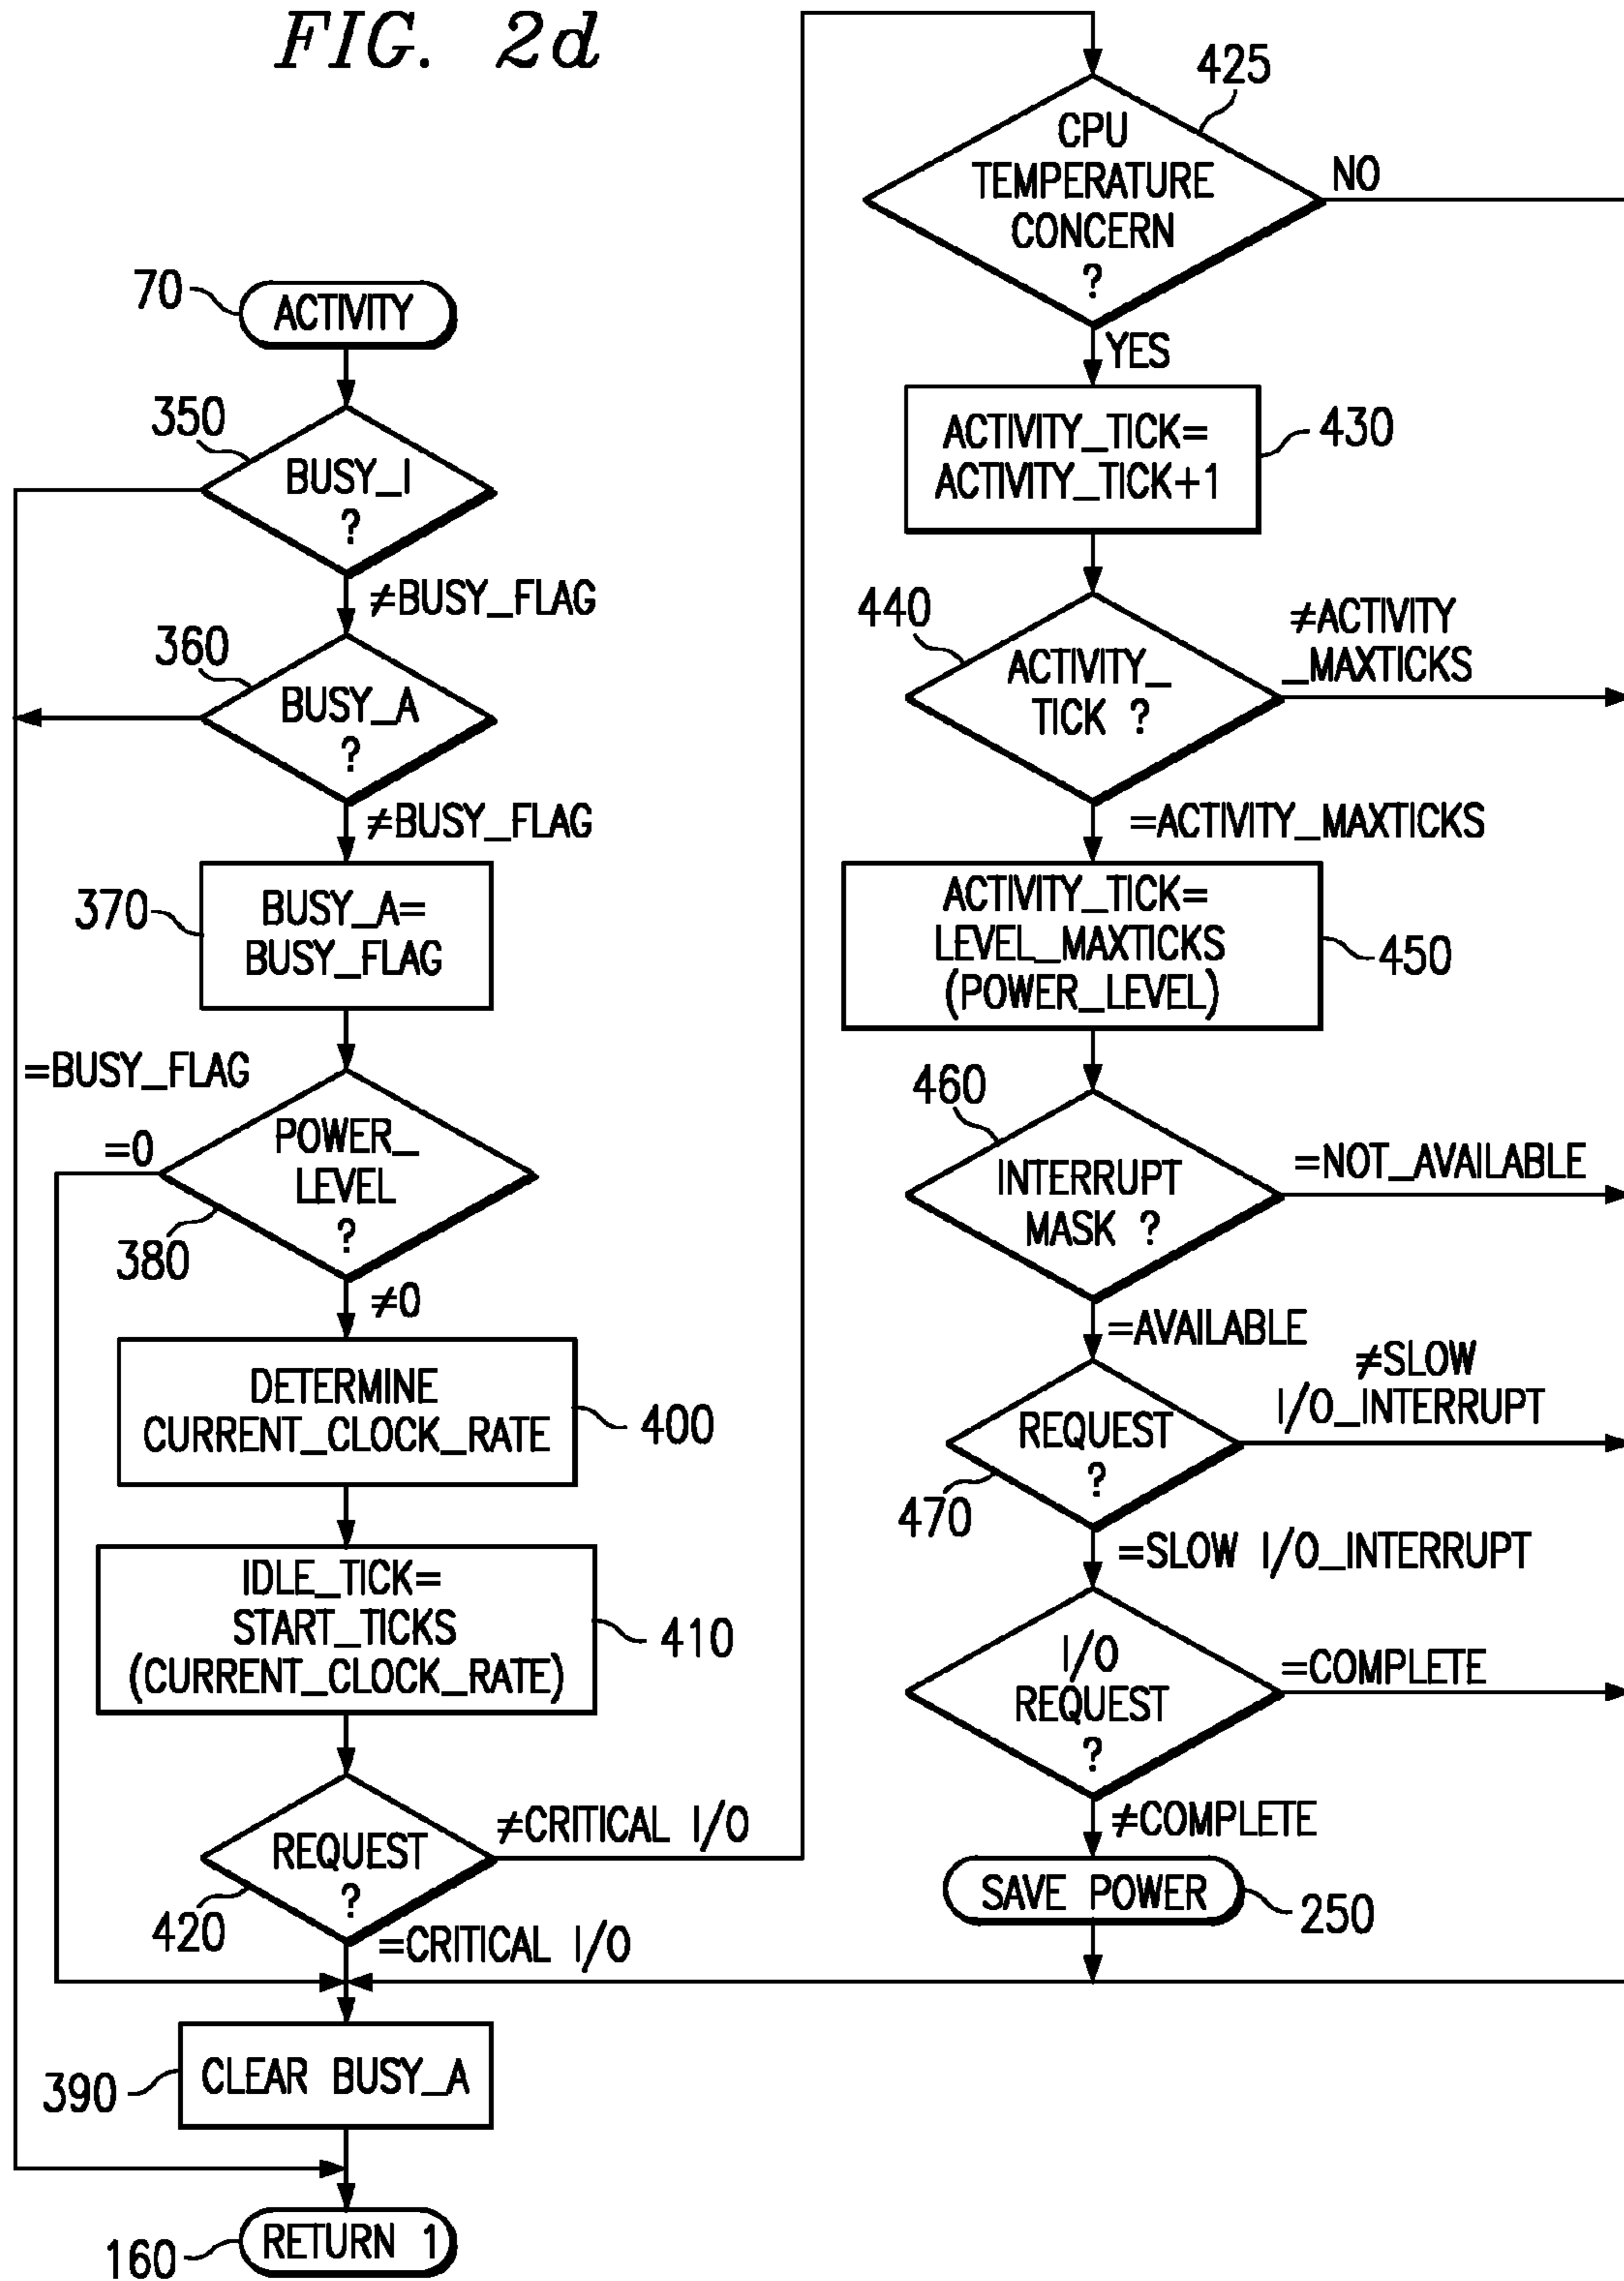 FIG. 2d
70
ACTIVITY
350
BUSY_I
?
≠BUSY_FLAG
360
BUSY_A
?
≠BUSY_FLAG
370
BUSY_A=
BUSY_FLAG
=BUSY_FLAG
=0
POWER_
LEVEL
?
380
≠0
DETERMINE
CURRENT_CLOCK_RATE
400
IDLE_TICK=
START_TICKS
(CURRENT_CLOCK_RATE)
410
REQUEST
?
≠CRITICAL I/O
420
=CRITICAL I/O
CLEAR BUSY_A
390
RETURN 1
160
425
CPU
TEMPERATURE
CONCERN
?
NO
YES
ACTIVITY_TICK=
ACTIVITY_TICK+1
430
440
ACTIVITY_
TICK ?
≠ACTIVITY
_MAXTICKS
=ACTIVITY_MAXTICKS
ACTIVITY_TICK=
LEVEL_MAXTICKS
(POWER_LEVEL)
450
460
INTERRUPT
MASK ?
=NOT_AVAILABLE
=AVAILABLE
REQUEST
?
≠SLOW
I/O_INTERRUPT
470
=SLOW I/O_INTERRUPT
I/O
REQUEST
?
=COMPLETE
≠COMPLETE
SAVE POWER
250